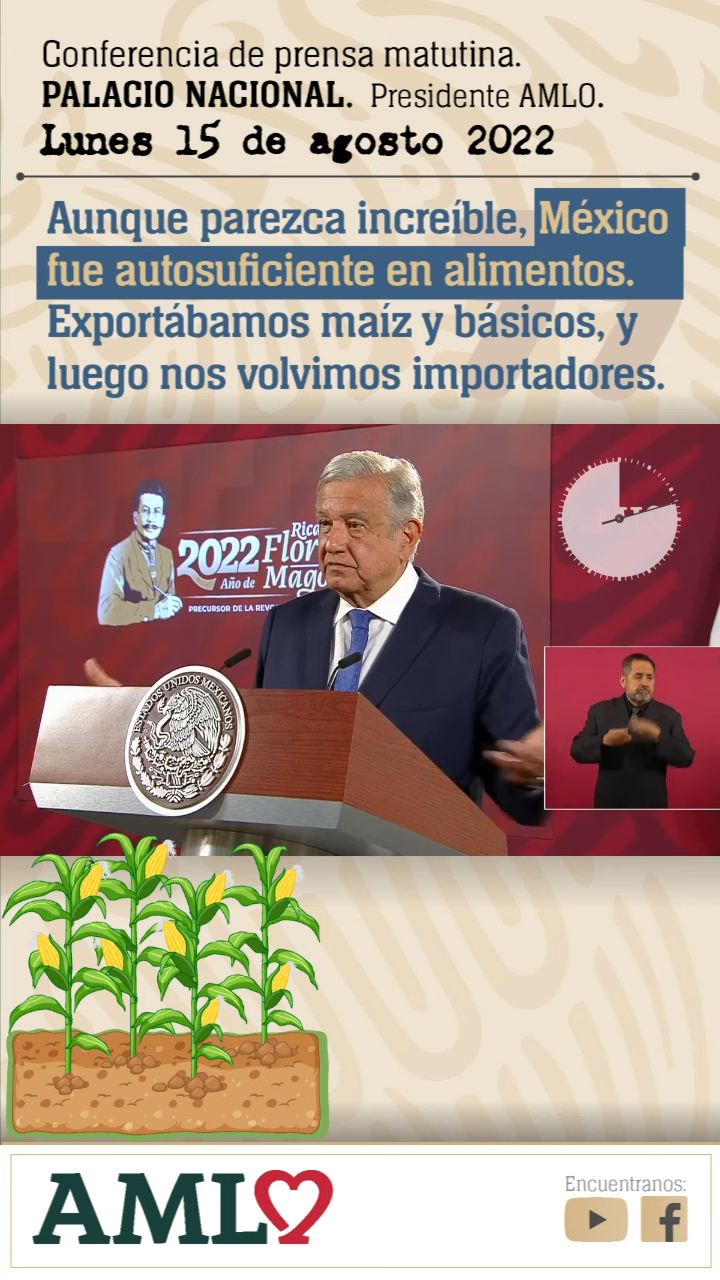 Conferencia de prensa matutina.
PALACIO NACIONAL. Presidente AMLO.
Lunes 15 de agosto 2022
Aunque parezca increíble, México
fue autosuficiente en alimentos.
Exportábamos maíz y básicos, y
luego nos volvimos importadores.
2022
Año de
PRECURSOR DE LA
ESTADOS UNIDOS MEXICANOS
AMLO
Encuentranos: